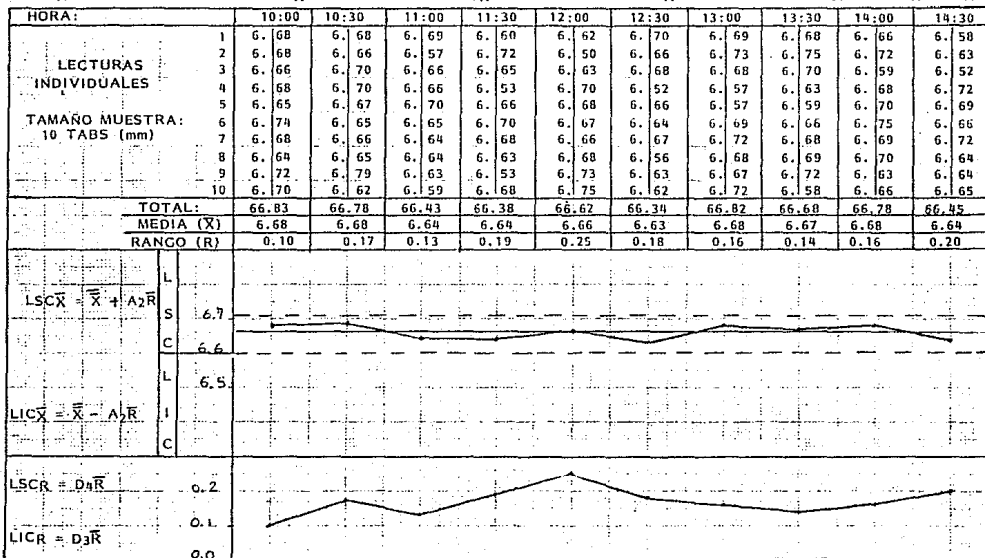 HORA: 10:00 10:30 11:00 11:30 12:00 12:30 13:00 13:30 14:00 14:30
1 6.68 6.68 6.69 6.60 6.62 6.70 6.69 6.68 6.66 6.58
2 6.68 6.66 6.57 6.72 6.50 6.66 6.73 6.75 6.72 6.63
LECTURAS 3 6.66 6.70 6.66 6.65 6.63 6.68 6.68 6.70 6.59 6.52
INDIVIDUALES 4 6.68 6.70 6.66 6.53 6.70 6.52 6.57 6.63 6.68 6.72
5 6.65 6.67 6.70 6.66 6.68 6.66 6.57 6.59 6.70 6.69
TAMAÑO MUESTRA: 6 6.74 6.65 6.65 6.70 6.67 6.64 6.69 6.66 6.75 6.66
10 TABS (mm) 7 6.68 6.66 6.64 6.68 6.66 6.67 6.72 6.68 6.69 6.72
8 6.64 6.65 6.64 6.63 6.68 6.56 6.68 6.69 6.70 6.64
9 6.72 6.79 6.63 6.53 6.73 6.63 6.67 6.72 6.63 6.64
10 6.70 6.62 6.59 6.68 6.75 6.62 6.72 6.58 6.66 6.65
TOTAL: 66.83 66.78 66.43 66.38 66.62 66.34 66.82 66.68 66.78 66.45
MEDIA (X̄) 6.68 6.68 6.64 6.64 6.66 6.63 6.68 6.67 6.68 6.64
RANGO (R) 0.10 0.17 0.13 0.19 0.25 0.18 0.16 0.14 0.16 0.20
L
LSCX̄ = X̿ + A₂R̄
S 6.7
C 6.6
L 6.5
LICX̄ = X̿ - A₂R̄ I
C
LSCR = D₄R̄ 0.2
0.1
LICR = D₃R̄
0.0